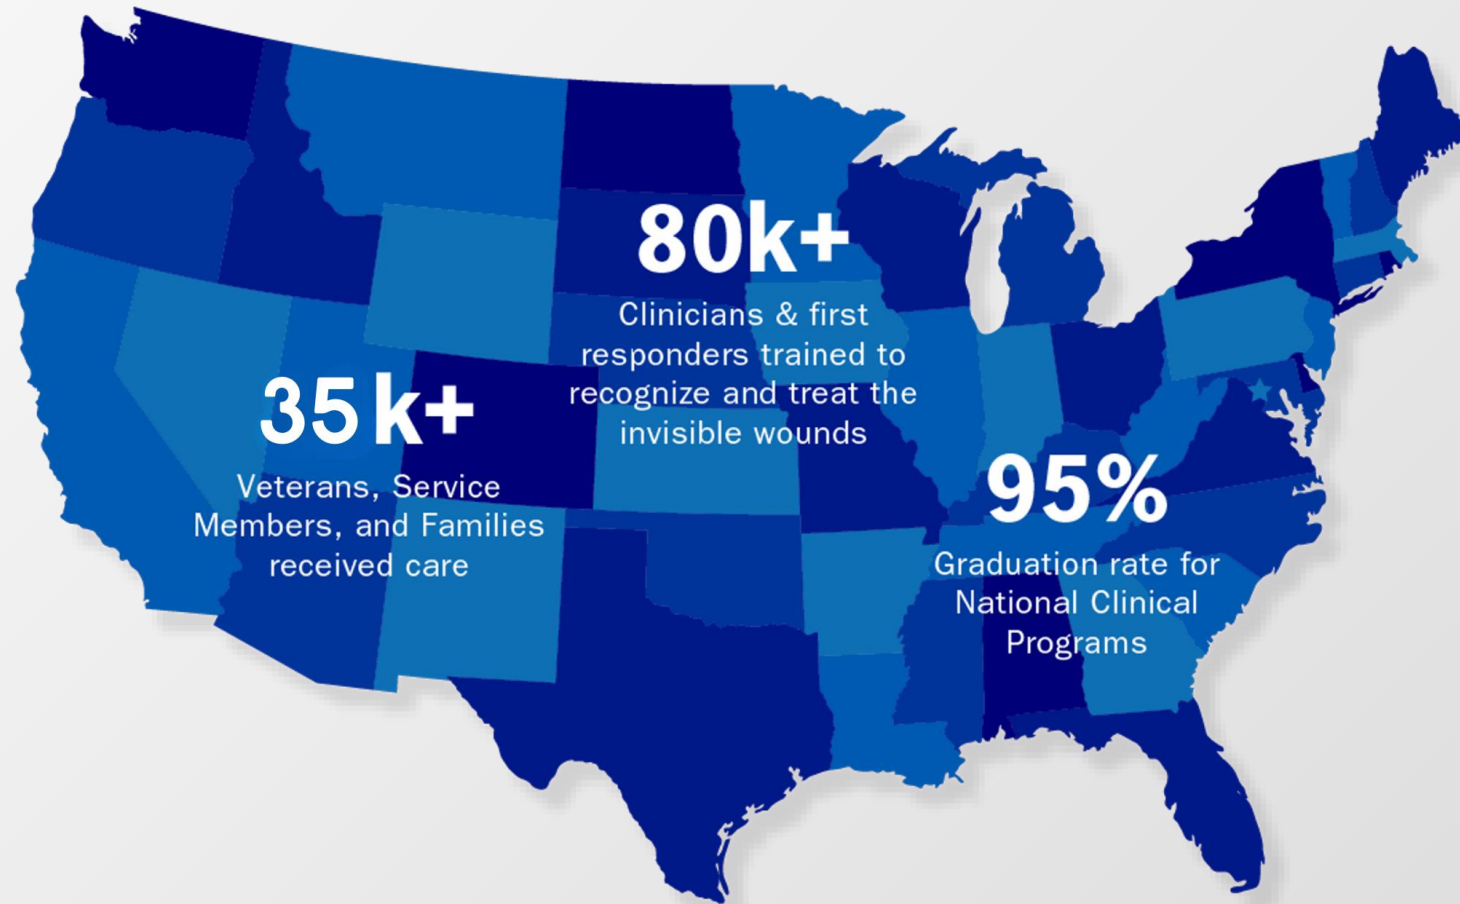 80k+
Clinicians & first
responders trained to
recognize and treat the
invisible wounds
35k+
Veterans, Service
Members, and Families
received care
95%
Graduation rate for
National Clinical
Programs